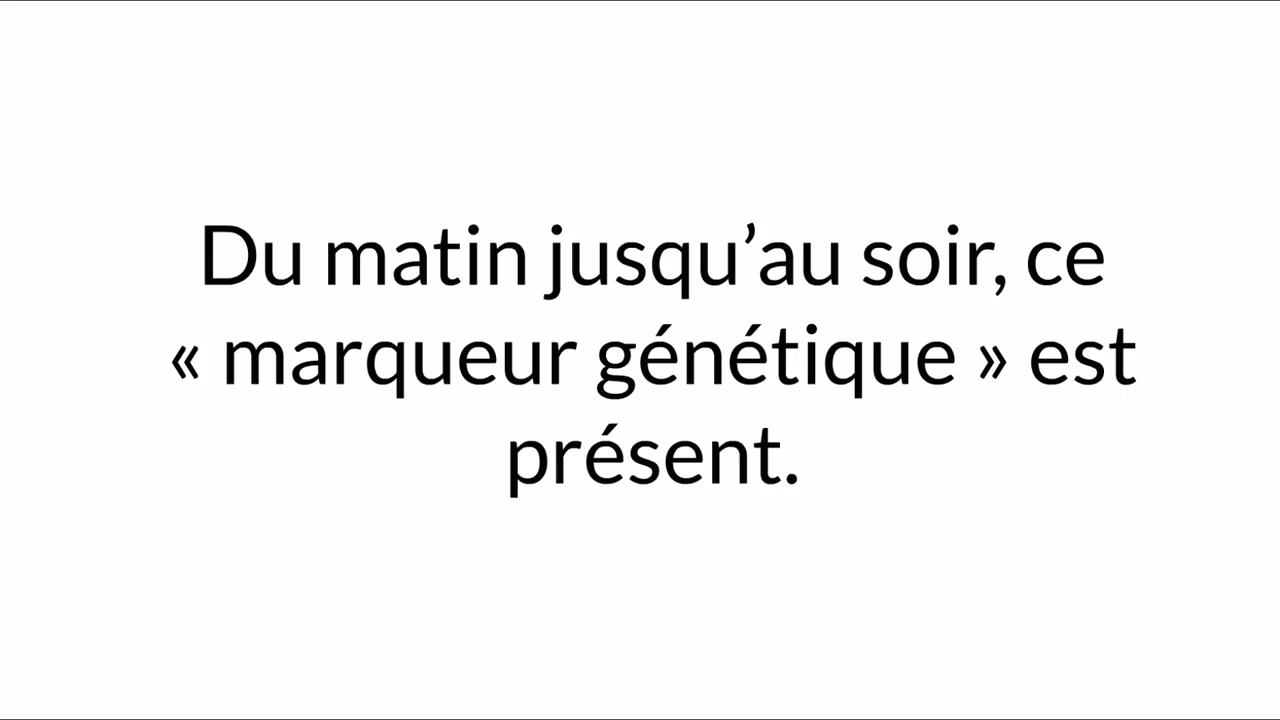 Du matin jusqu’au soir, ce
« marqueur génétique » est
présent.